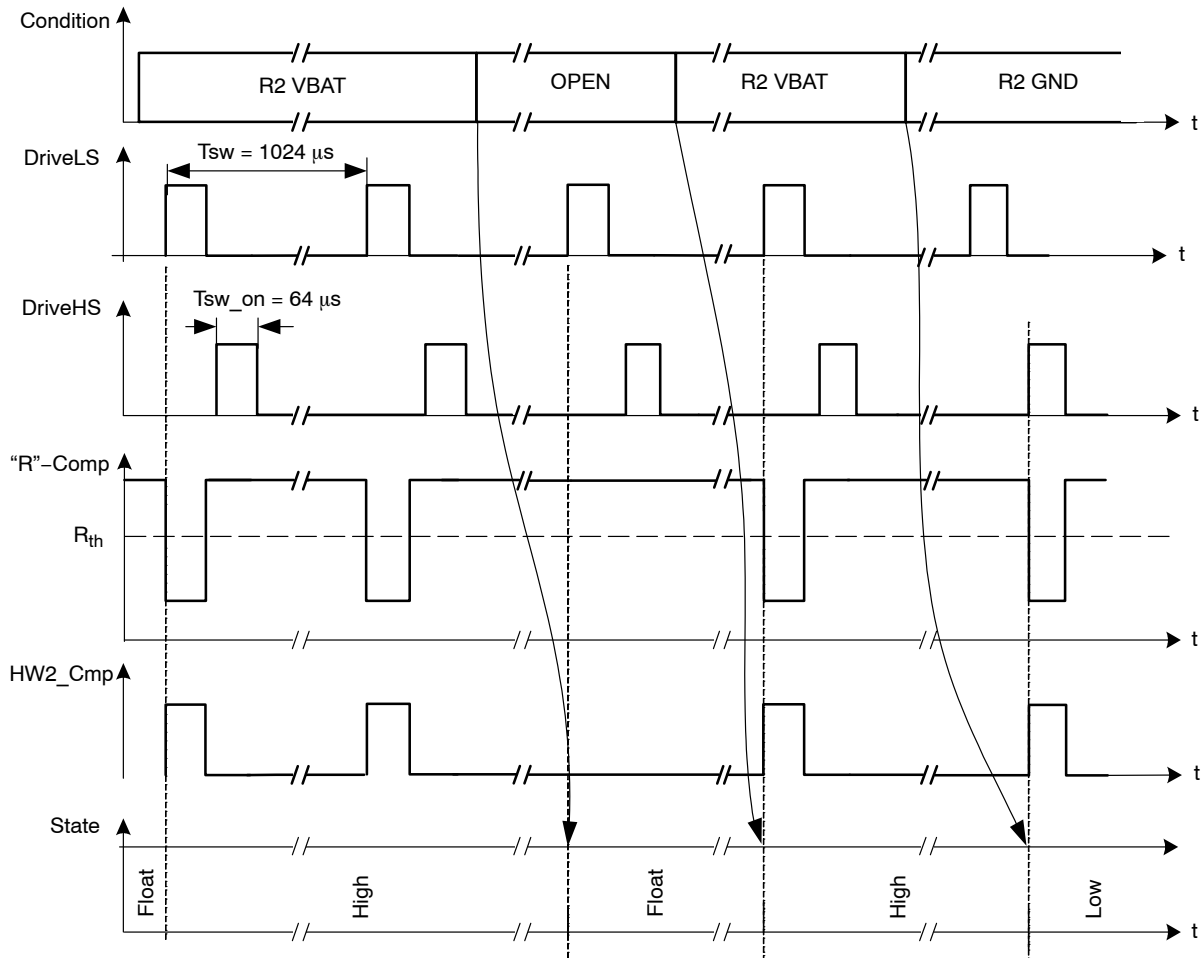 Condition
R2 VBAT
OPEN
R2 VBAT
R2 GND
t
DriveLS
Tsw = 1024 μs
t
DriveHS
Tsw_on = 64 μs
t
“R”−Comp
Rth
t
HW2_Cmp
t
State
Float
High
Float
High
Low
t